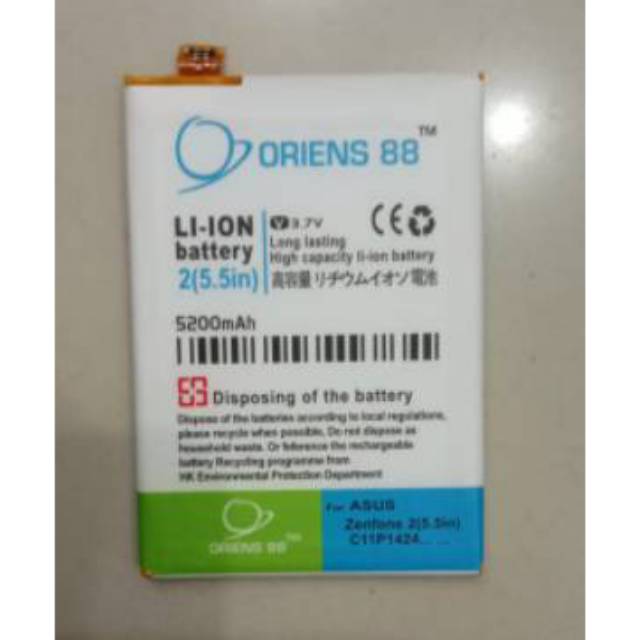 ORIENS 88 ™
LI-ION
battery
2(5.5in)
3.7V
Long lasting
High capacity li-ion battery
高容量リチウムイオン電池
5200mAh
Disposing of the battery
Dispose of the batteries according to local regulations,
please recycle when possible. Do not dispose as
household waste. Or feference the rechargeable
battery Recycling programme from
HK Environmental Protection Department
ORIENS 88 ™
For ASUS
Zenfone 2(5.5in)
C11P1424... ...